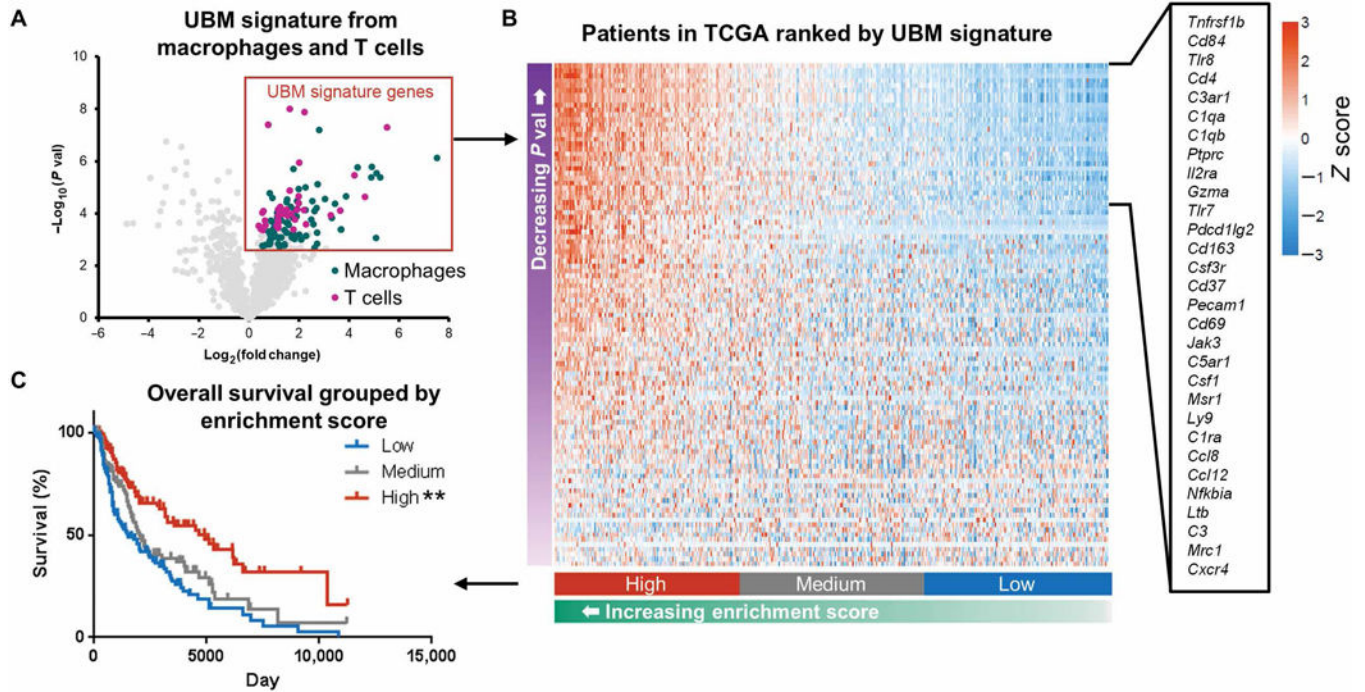 A
UBM signature from
macrophages and T cells
10
8
6
4
2
0
−Log10(P val)
UBM signature genes
Macrophages
T cells
−6
−4
−2
0
2
4
6
8
Log2(fold change)
B
Patients in TCGA ranked by UBM signature
Decreasing P val
High
Medium
Low
Increasing enrichment score
Tnfrsf1b
Cd84
Tlr8
Cd4
C3ar1
C1qa
C1qb
Ptprc
Il2ra
Gzma
Tlr7
Pdcd1lg2
Cd163
Csf3r
Cd37
Pecam1
Cd69
Jak3
C5ar1
Csf1
Msr1
Ly9
C1ra
Ccl8
Ccl12
Nfkbia
Ltb
C3
Mrc1
Cxcr4
3
2
1
0
−1
−2
−3
Z score
C
Overall survival grouped by
enrichment score
Low
Medium
High **
100
50
0
Survival (%)
0
5000
10,000
15,000
Day